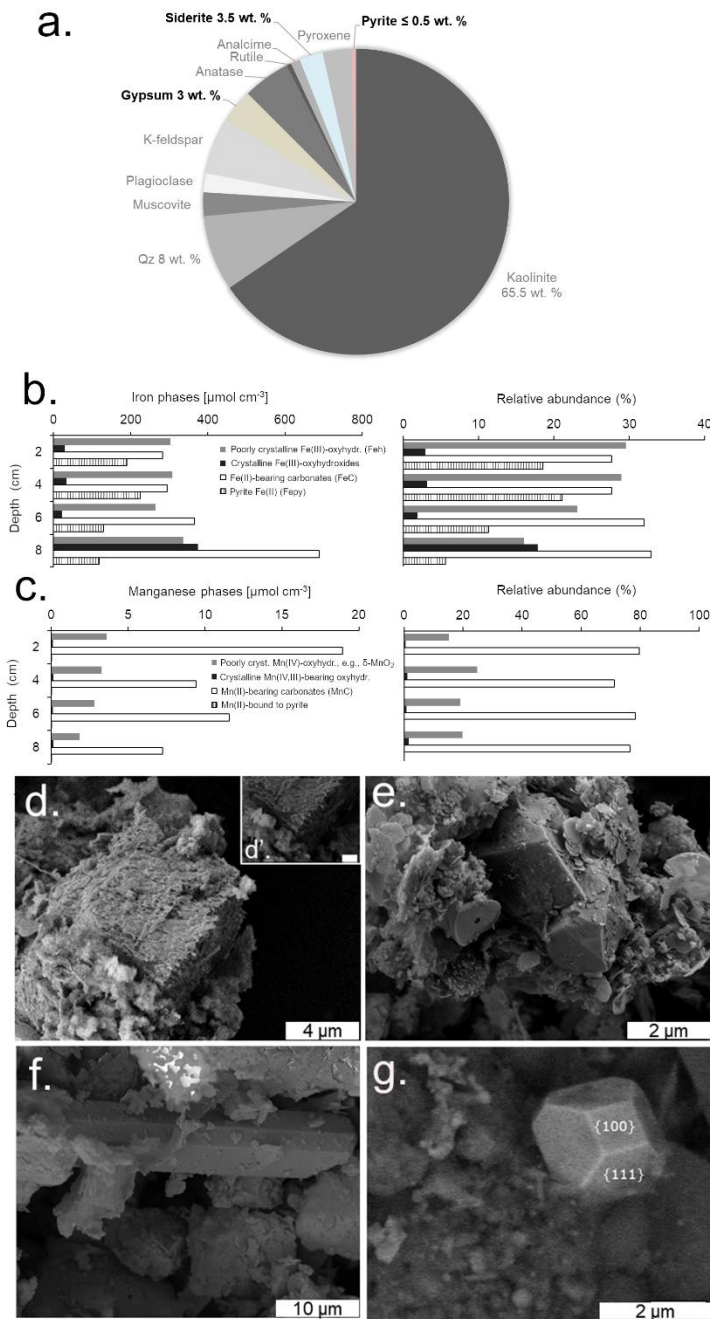 a.
Siderite 3.5 wt. %
Pyrite ≤ 0.5 wt. %
Pyroxene
Analcime
Rutile
Anatase
Gypsum 3 wt. %
K-feldspar
Plagioclase
Muscovite
Qz 8 wt. %
Kaolinite
65.5 wt. %
b.
Iron phases [µmol cm⁻³]
0 200 400 600 800
Depth (cm)
2
4
6
8
Poorly crystalline Fe(III)-oxyhydr. (Feh)
Crystalline Fe(III)-oxyhydroxides
Fe(II)-bearing carbonates (FeC)
Pyrite Fe(II) (Fepy)
Relative abundance (%)
0 10 20 30 40
c.
Manganese phases [µmol cm⁻³]
0 5 10 15 20
Depth (cm)
2
4
6
8
Poorly cryst. Mn(IV)-oxyhydr., e.g., δ-MnO₂
Crystalline Mn(IV,III)-bearing oxyhydr.
Mn(II)-bearing carbonates (MnC)
Mn(II)-bound to pyrite
Relative abundance (%)
0 20 40 60 80 100
d.
d'.
4 µm
e.
2 µm
f.
10 µm
g.
{100}
{111}
2 µm